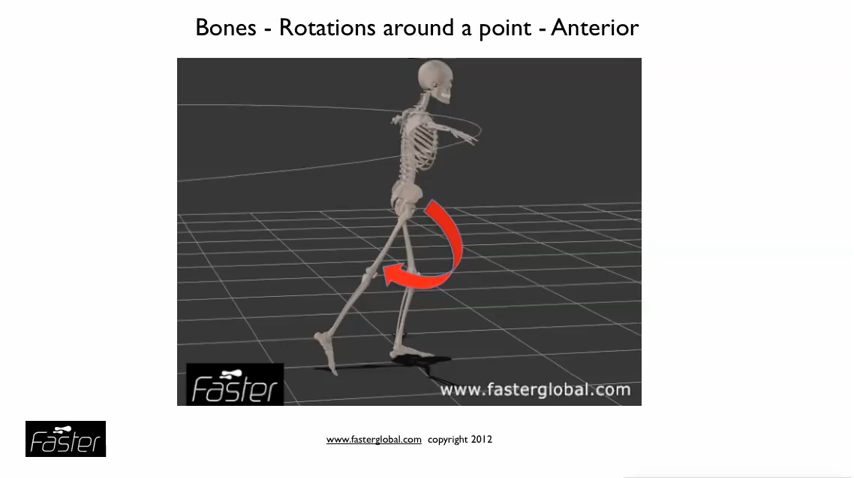 Bones - Rotations around a point - Anterior
Faster
www.fasterglobal.com
Faster
www.fasterglobal.com copyright 2012